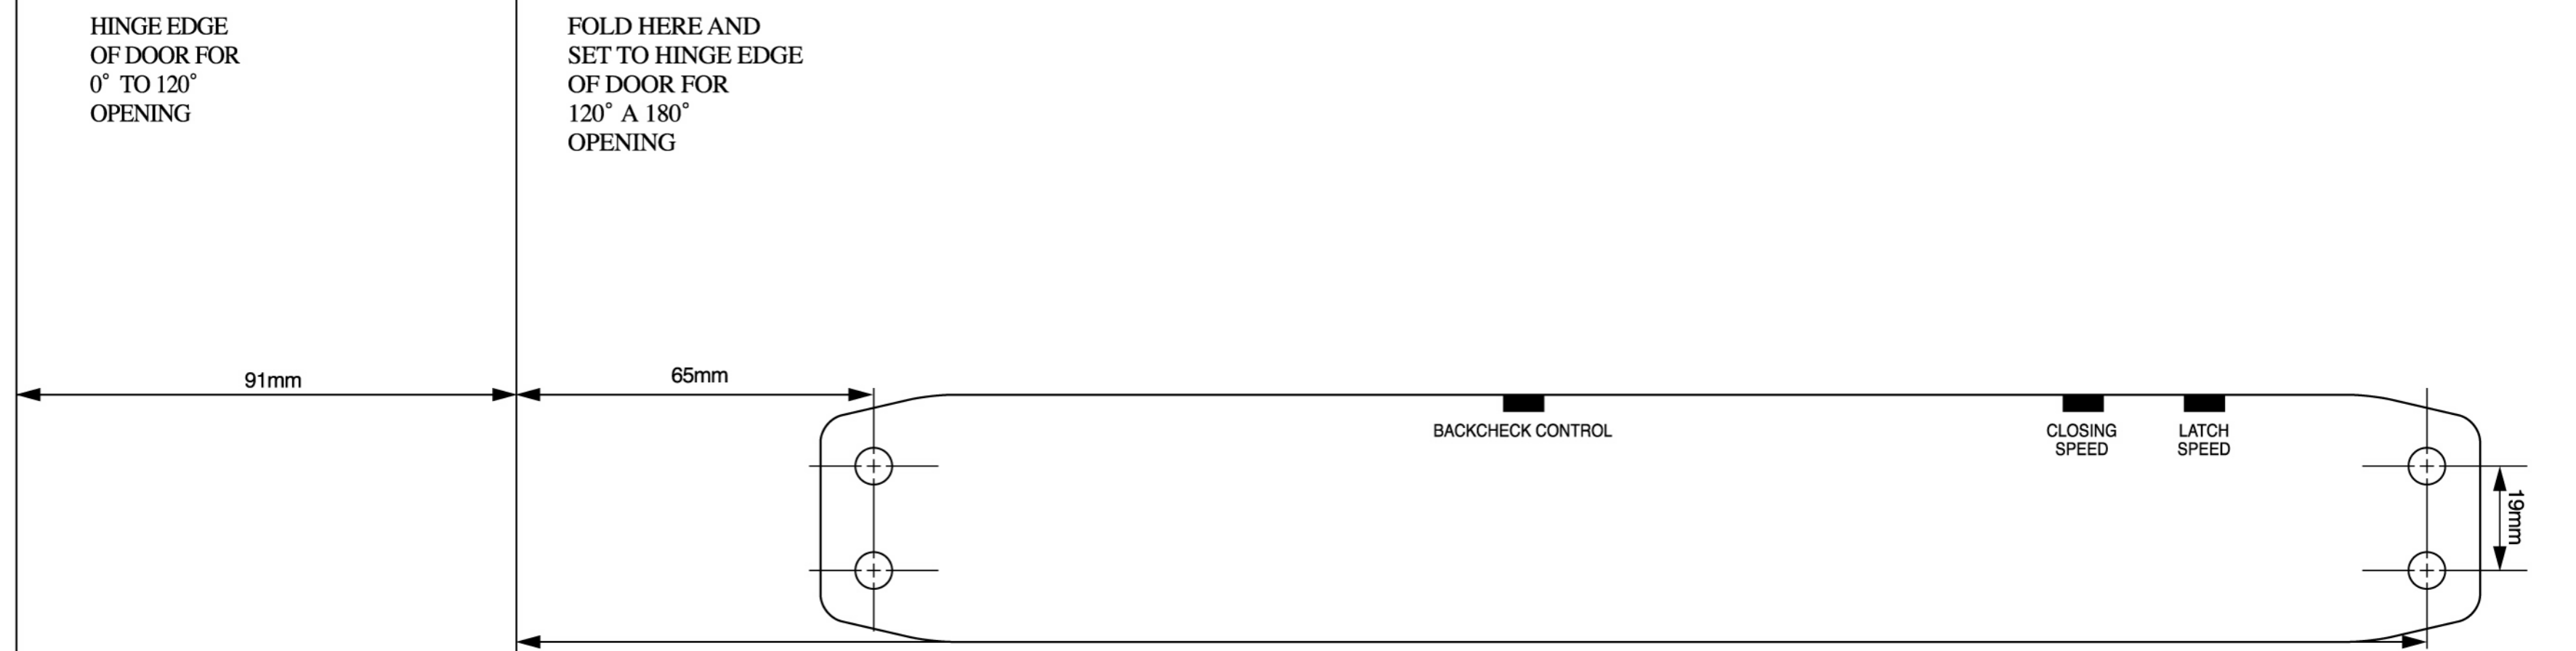 HINGE EDGE
OF DOOR FOR
0° TO 120°
OPENING
FOLD HERE AND
SET TO HINGE EDGE
OF DOOR FOR
120° A 180°
OPENING
91mm
65mm
BACKCHECK CONTROL
CLOSING
SPEED
LATCH
SPEED
19mm